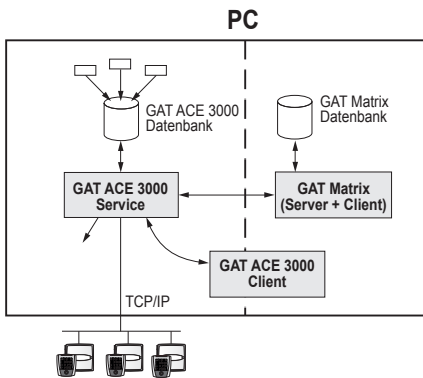 PC
GAT ACE 3000
Datenbank
GAT Matrix
Datenbank
GAT ACE 3000
Service
GAT Matrix
(Server + Client)
GAT ACE 3000
Client
TCP/IP